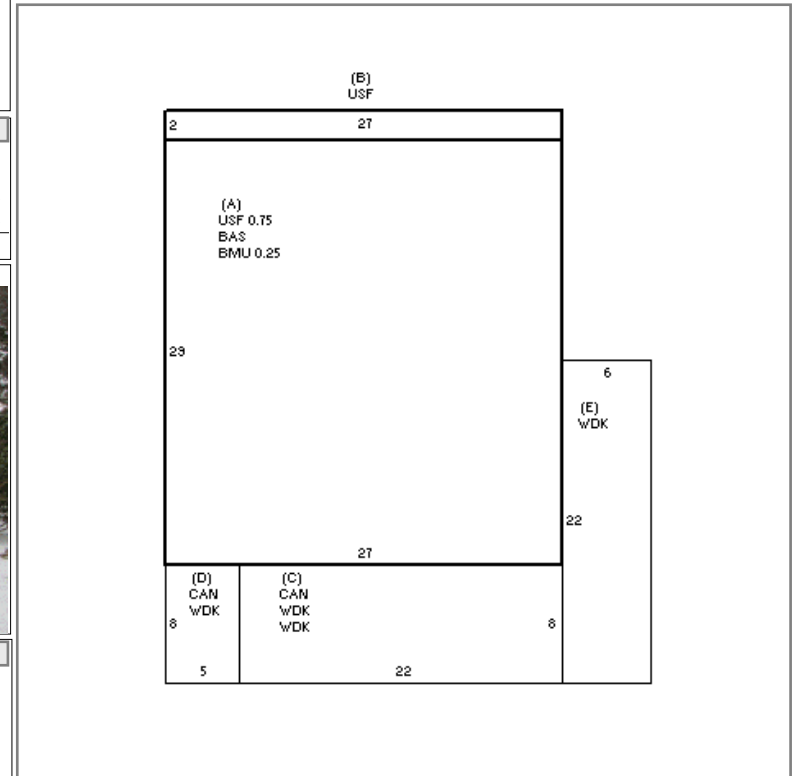 (B)
USF
2
27
(A)
USF 0.75
BAS
BMU 0.25
29
6
(E)
WDK
22
27
(D)
CAN
WDK
8
5
(C)
CAN
WDK
WDK
8
22